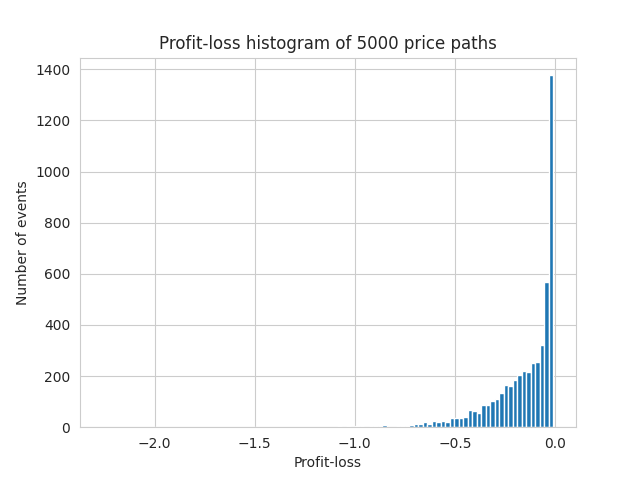 Profit-loss histogram of 5000 price paths
1400
1200
1000
800
600
400
200
0
Number of events
−2.0 −1.5 −1.0 −0.5 0.0
Profit-loss